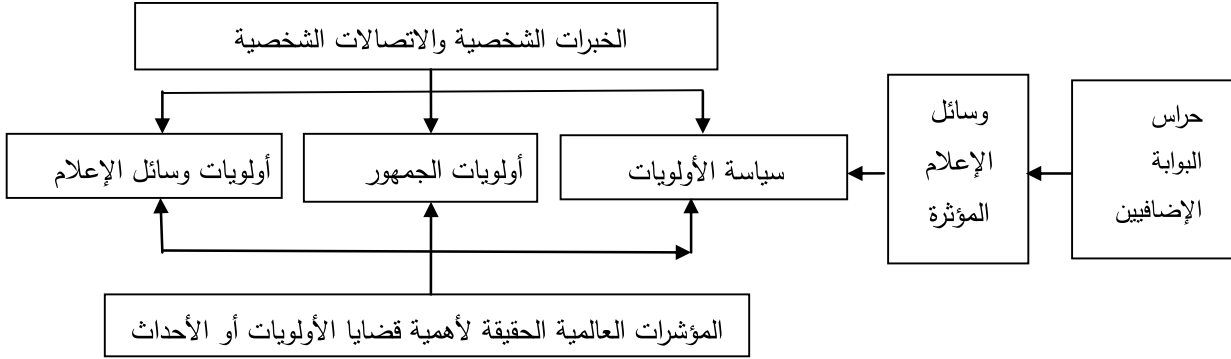 الخبرات الشخصية والاتصالات الشخصية
حراس
البوابة
الإضافيين
وسائل
الإعلام
المؤثرة
سياسة الأولويات
أولويات الجمهور
أولويات وسائل الإعلام
المؤشرات العالمية الحقيقة لأهمية قضايا الأولويات أو الأحداث